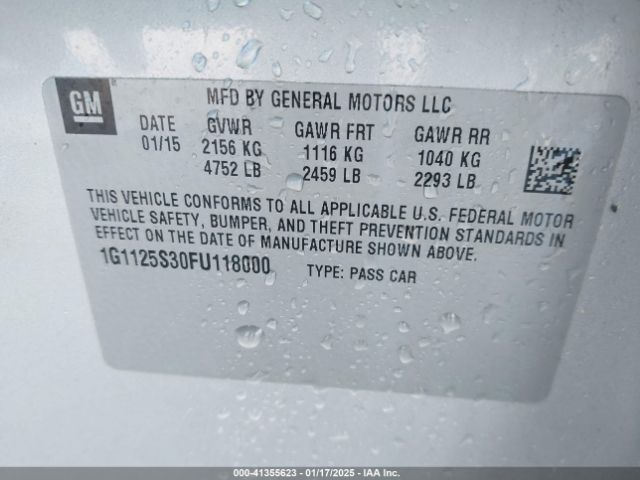 GM
MFD BY GENERAL MOTORS LLC
DATE GVWR GAWR FRT GAWR RR
01/15 2156 KG 1116 KG 1040 KG
4752 LB 2459 LB 2293 LB
THIS VEHICLE CONFORMS TO ALL APPLICABLE U.S. FEDERAL MOTOR
VEHICLE SAFETY, BUMPER, AND THEFT PREVENTION STANDARDS IN
EFFECT ON THE DATE OF MANUFACTURE SHOWN ABOVE.
1G1125S30FU118000 TYPE: PASS CAR
000-41355623 - 01/17/2025 - IAA Inc.